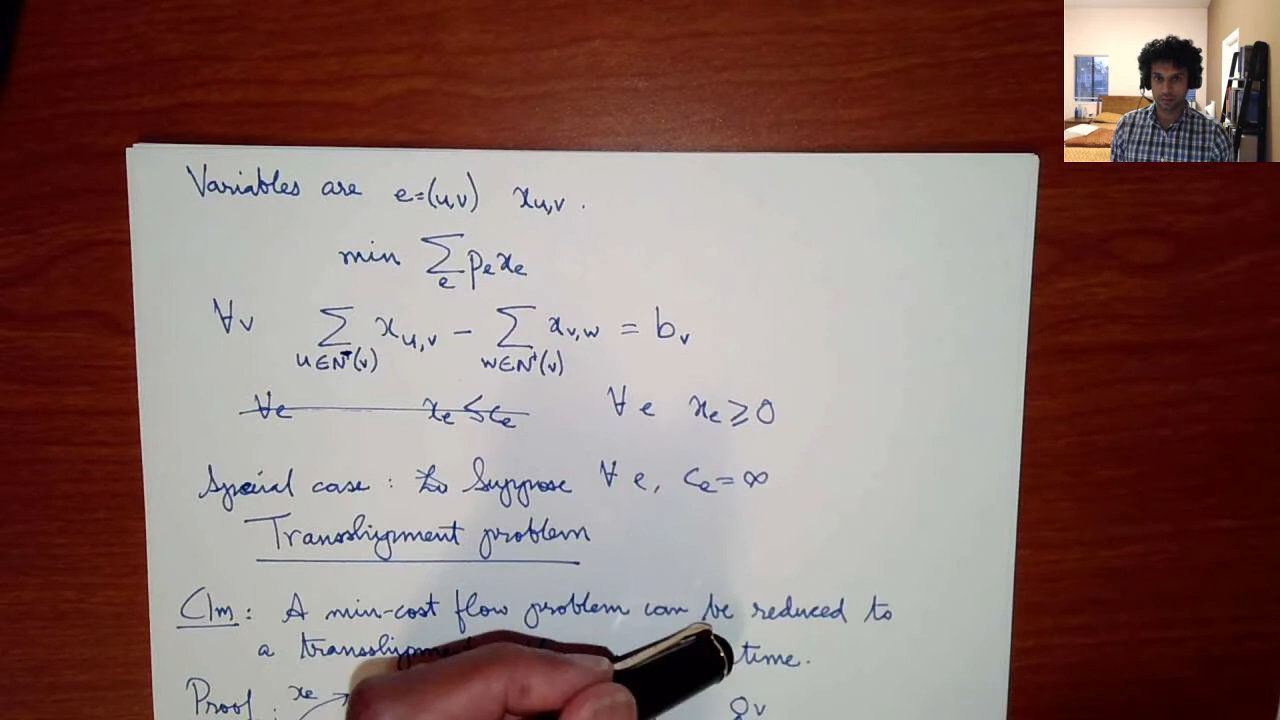 Variables are e=(u,v) x_{u,v} .
min ∑_e p_e x_e
∀v ∑_{u∈N^-(v)} x_{u,v} − ∑_{w∈N^+(v)} x_{v,w} = b_v
∀e x_e ≤ c_e ∀ e x_e ≥ 0
Special case : Suppose ∀ e, c_e = ∞
Transshipment problem
Clm : A min-cost flow problem can be reduced to
a transshipment time.
Proof : x_e v